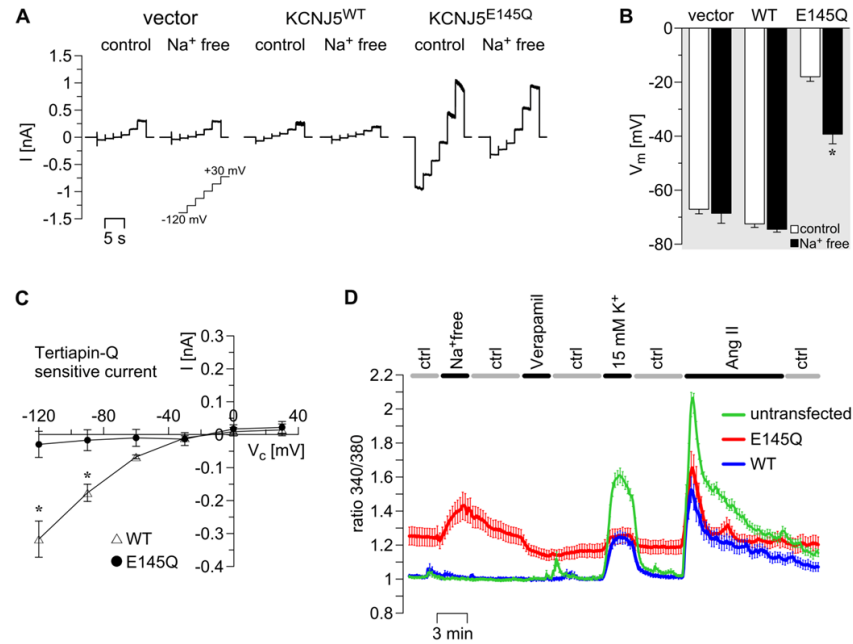 A
vector
KCNJ5WT
KCNJ5E145Q
control
Na+ free
control
Na+ free
control
Na+ free
I [nA]
1.5
1
0.5
0
-0.5
-1
-1.5
+30 mV
-120 mV
5 s
B
vector
WT
E145Q
Vm [mV]
0
-20
-40
-60
-80
*
control
Na+ free
C
Tertiapin-Q
sensitive current
I [nA]
0.3
0.2
0.1
0
-0.1
-0.2
-0.3
-0.4
-120
-80
-40
0
40
Vc [mV]
*
*
WT
E145Q
D
ctrl
Na+free
ctrl
Verapamil
ctrl
15 mM K+
ctrl
Ang II
ctrl
ratio 340/380
2.2
2
1.8
1.6
1.4
1.2
1.0
0.8
untransfected
E145Q
WT
3 min